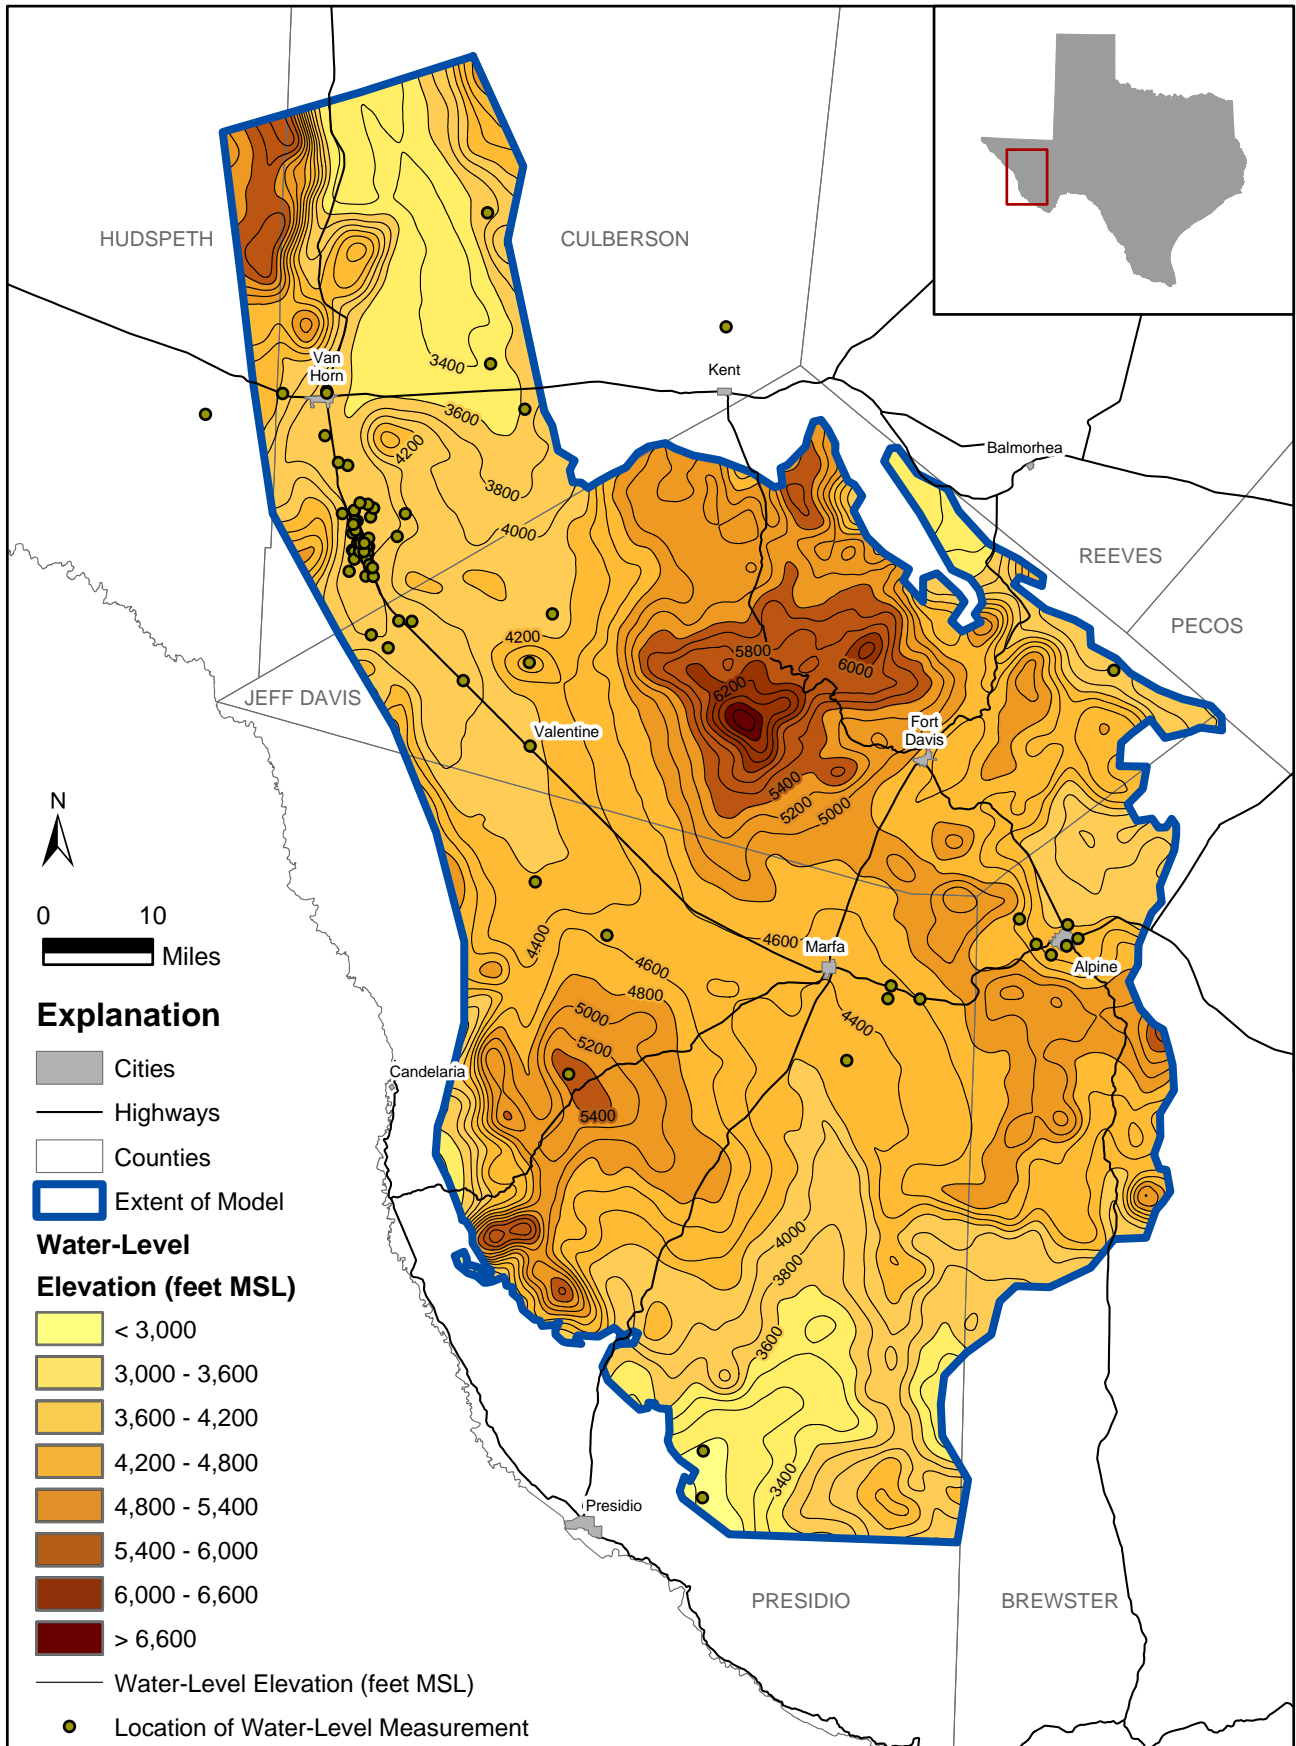 HUDSPETH
CULBERSON
3400
Van
Horn
Kent
3600
4200
Balmorhea
3800
4000
REEVES
PECOS
4200
5800
6000
6200
JEFF DAVIS
Valentine
Fort
Davis
5400
5200
5000
N
0 10
Miles
4400
4600
Marfa
4600
Alpine
4800
5000
4400
5200
Candelaria
5400
4000
3800
3600
3400
Presidio
PRESIDIO
BREWSTER
Explanation
Cities
Highways
Counties
Extent of Model
Water-Level
Elevation (feet MSL)
< 3,000
3,000 - 3,600
3,600 - 4,200
4,200 - 4,800
4,800 - 5,400
5,400 - 6,000
6,000 - 6,600
> 6,600
Water-Level Elevation (feet MSL)
Location of Water-Level Measurement